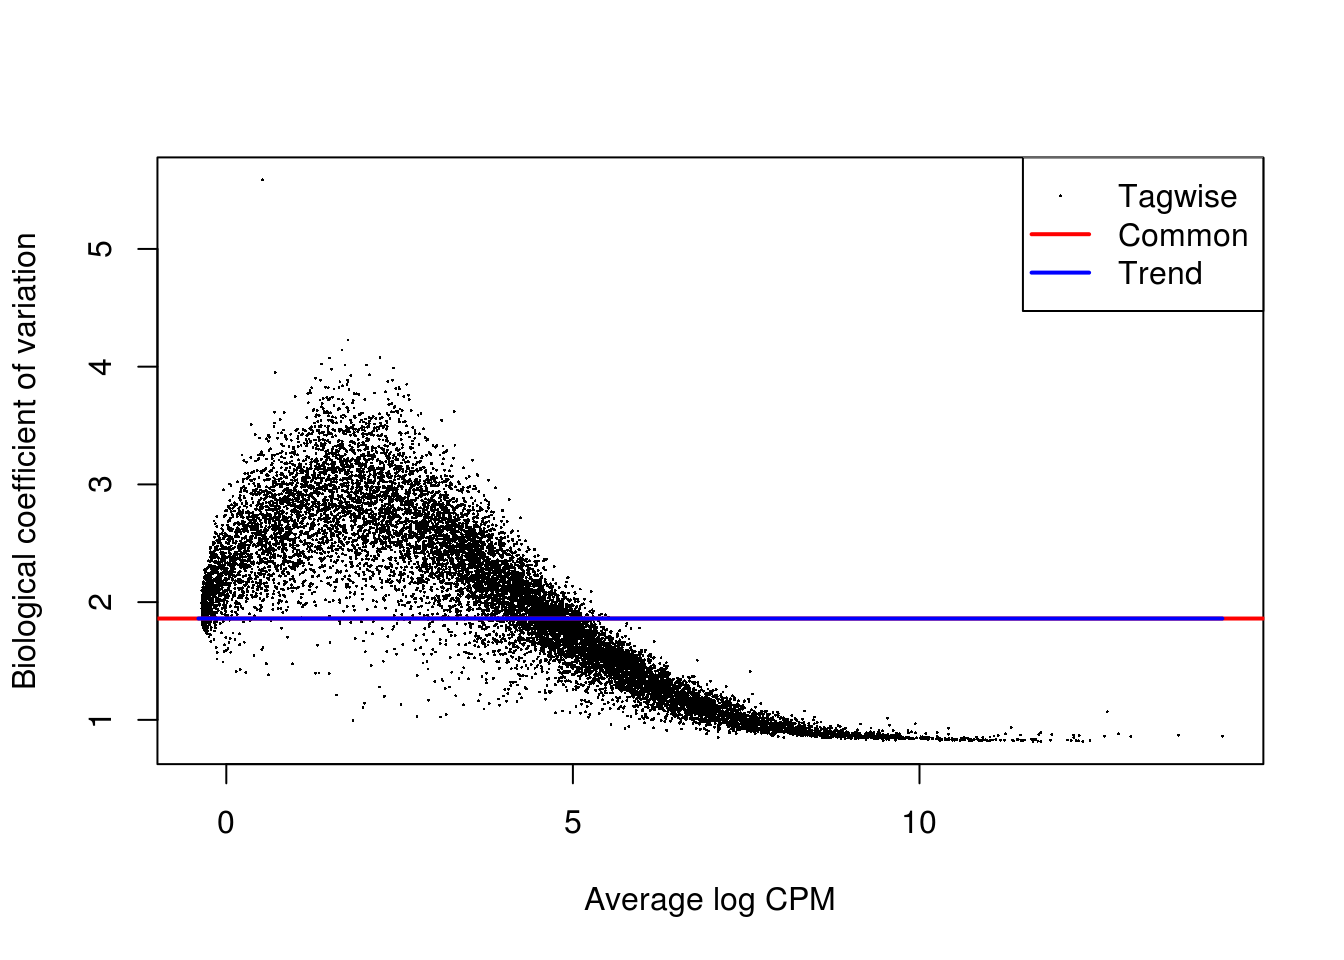 Tagwise
Common
Trend
Biological coefficient of variation
5
4
3
2
1
0 5 10
Average log CPM